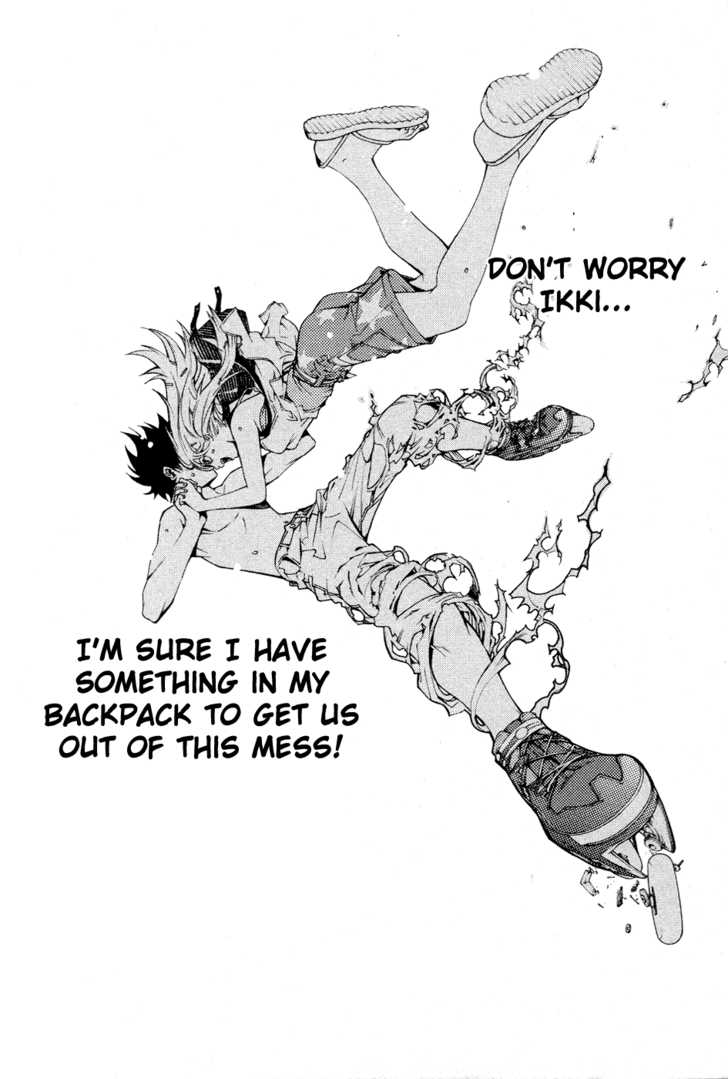 DON'T WORRY
IKKI...
I'M SURE I HAVE
SOMETHING IN MY
BACKPACK TO GET US
OUT OF THIS MESS!